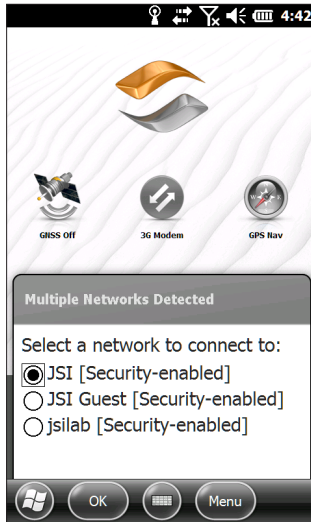 4:42
GNSS Off
3G Modem
GPS Nav
Multiple Networks Detected
Select a network to connect to:
JSI [Security-enabled]
JSI Guest [Security-enabled]
jsilab [Security-enabled]
OK
Menu